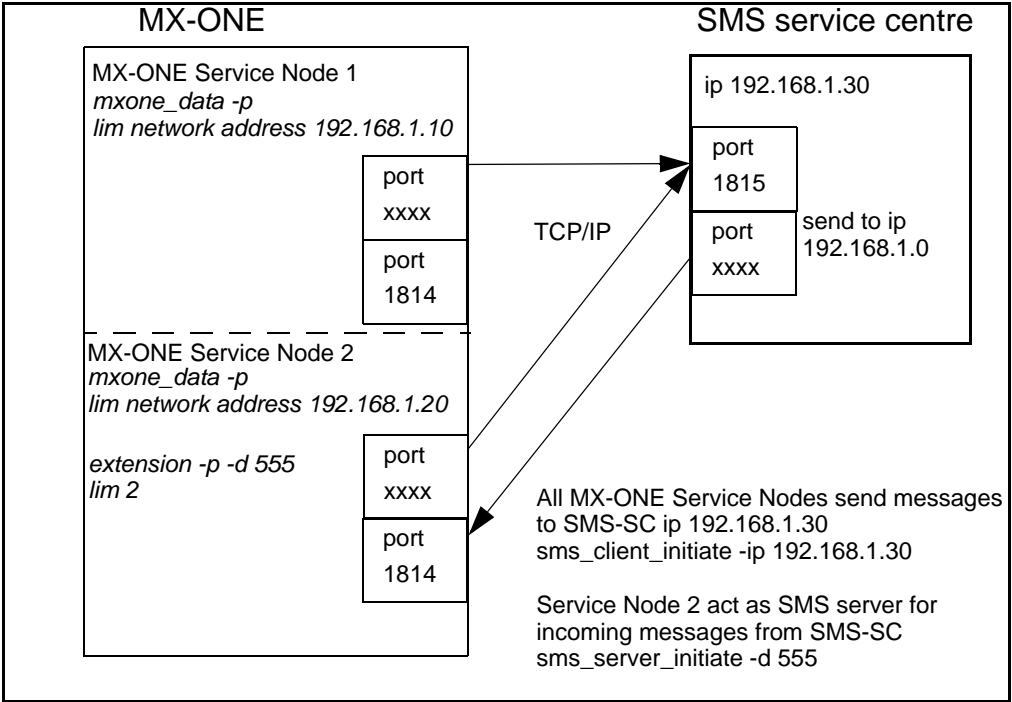 MX-ONE
SMS service centre
MX-ONE Service Node 1
mxone_data -p
lim network address 192.168.1.10
port
xxxx
port
1814
MX-ONE Service Node 2
mxone_data -p
lim network address 192.168.1.20
extension -p -d 555
lim 2
port
xxxx
port
1814
TCP/IP
ip 192.168.1.30
port
1815
port
xxxx
send to ip
192.168.1.0
All MX-ONE Service Nodes send messages
to SMS-SC ip 192.168.1.30
sms_client_initiate -ip 192.168.1.30
Service Node 2 act as SMS server for
incoming messages from SMS-SC
sms_server_initiate -d 555